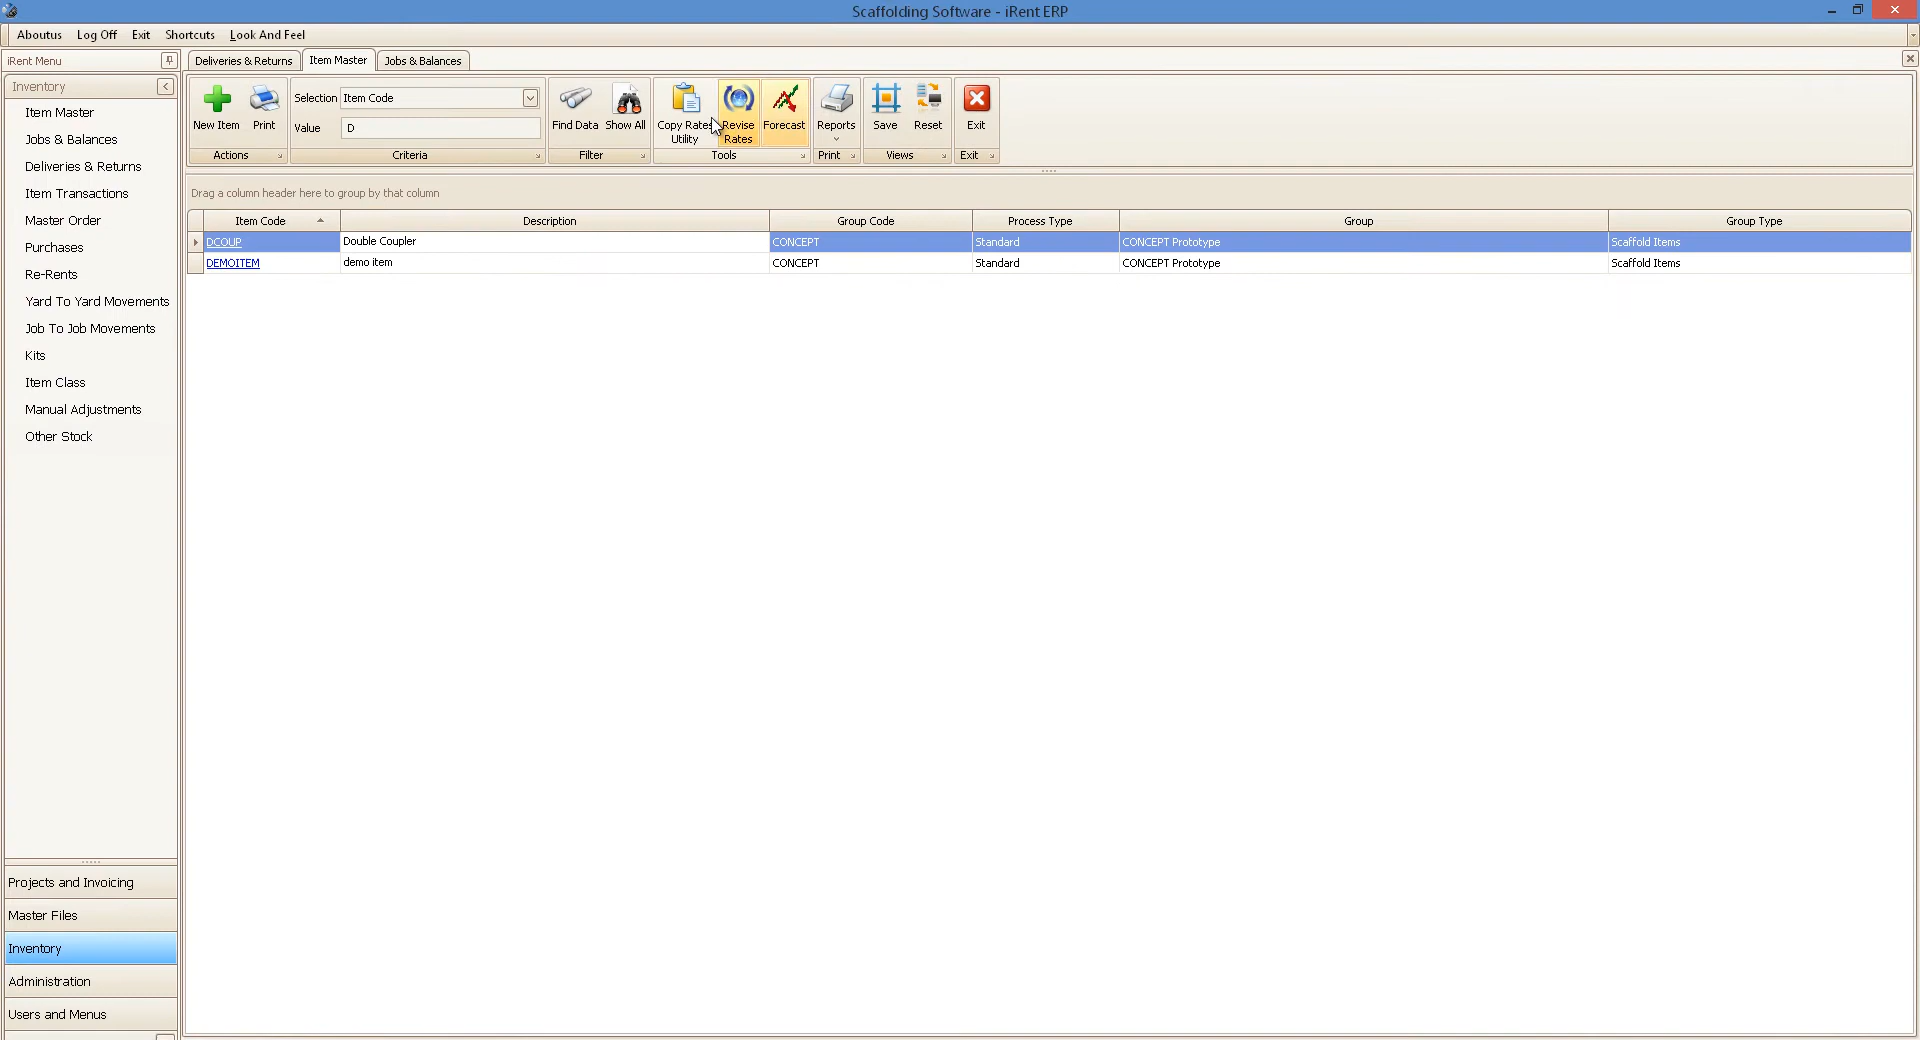 Scaffolding Software - iRent ERP
Aboutus Log Off Exit Shortcuts Look And Feel
iRent Menu
Deliveries & Returns Item Master Jobs & Balances
Inventory
Item Master
Jobs & Balances
Deliveries & Returns
Item Transactions
Master Order
Purchases
Re-Rents
Yard To Yard Movements
Job To Job Movements
Kits
Item Class
Manual Adjustments
Other Stock
Projects and Invoicing
Master Files
Inventory
Administration
Users and Menus
New Item Print
Actions
Selection Item Code
Value D
Criteria
Find Data Show All
Filter
Copy Rates Utility
Revise Rates
Forecast
Tools
Reports
Print
Save Reset
Views
Exit
Exit
Drag a column header here to group by that column
Item Code Description Group Code Process Type Group Group Type
DCOUP Double Coupler CONCEPT Standard CONCEPT Prototype Scaffold Items
DEMOITEM demo item CONCEPT Standard CONCEPT Prototype Scaffold Items